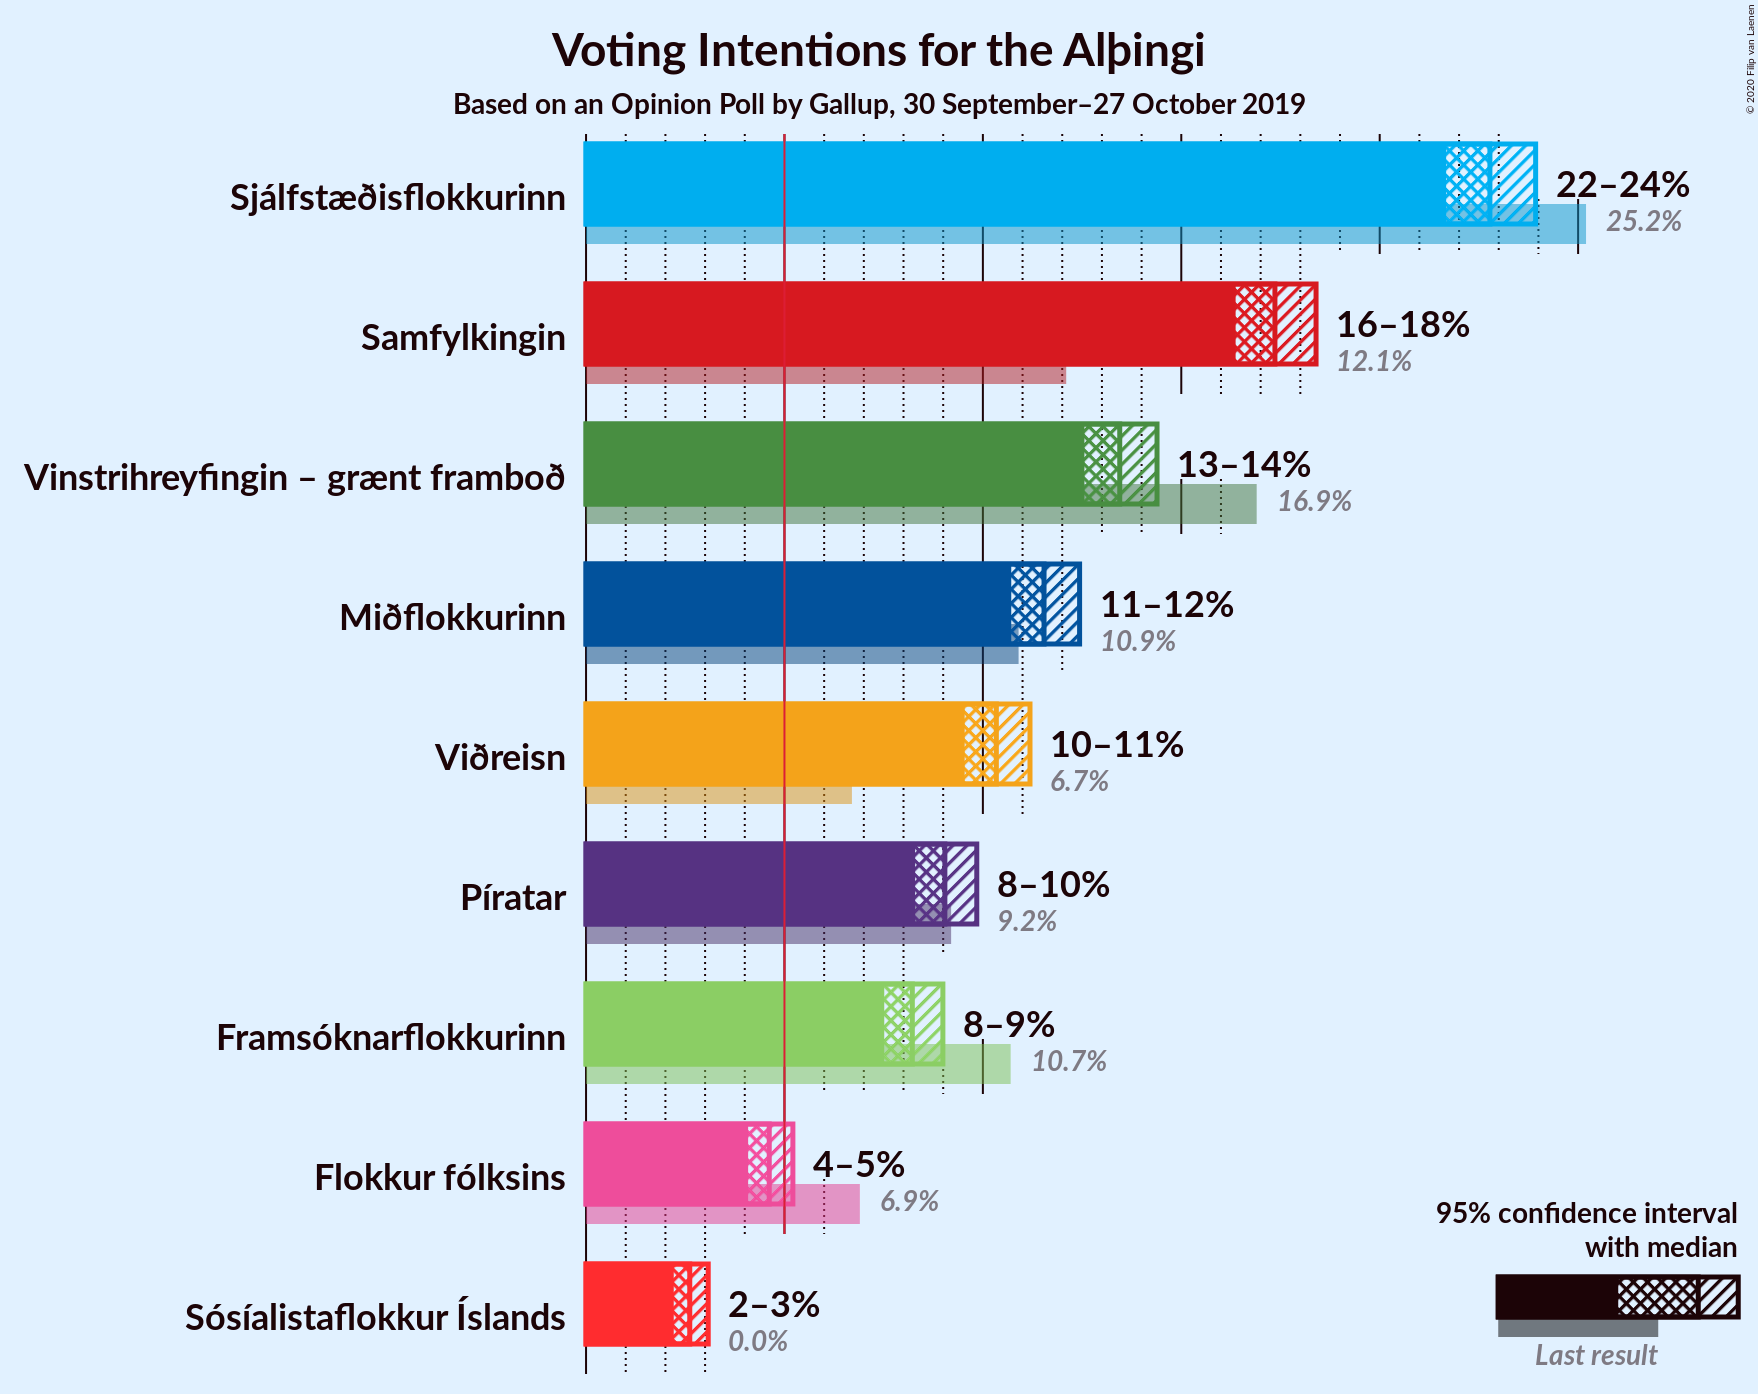 Voting Intentions for the Alþingi
Based on an Opinion Poll by Gallup, 30 September–27 October 2019
© 2020 Filip van Laenen
Sjálfstæðisflokkurinn
22–24%
25.2%
Samfylkingin
16–18%
12.1%
Vinstrihreyfingin – grænt framboð
13–14%
16.9%
Miðflokkurinn
11–12%
10.9%
Viðreisn
10–11%
6.7%
Píratar
8–10%
9.2%
Framsóknarflokkurinn
8–9%
10.7%
Flokkur fólksins
4–5%
6.9%
Sósíalistaflokkur Íslands
2–3%
0.0%
95% confidence interval
with median
Last result